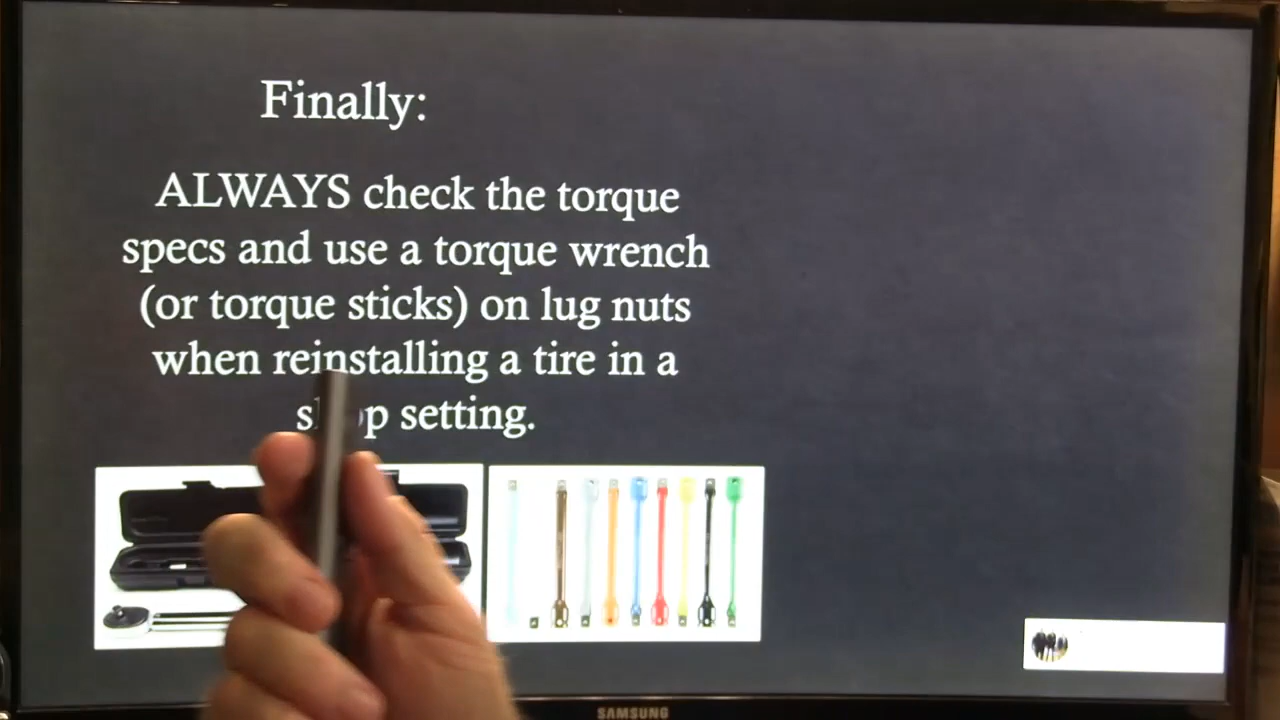 Finally:
ALWAYS check the torque
specs and use a torque wrench
(or torque sticks) on lug nuts
when reinstalling a tire in a
shop setting.
SAMSUNG